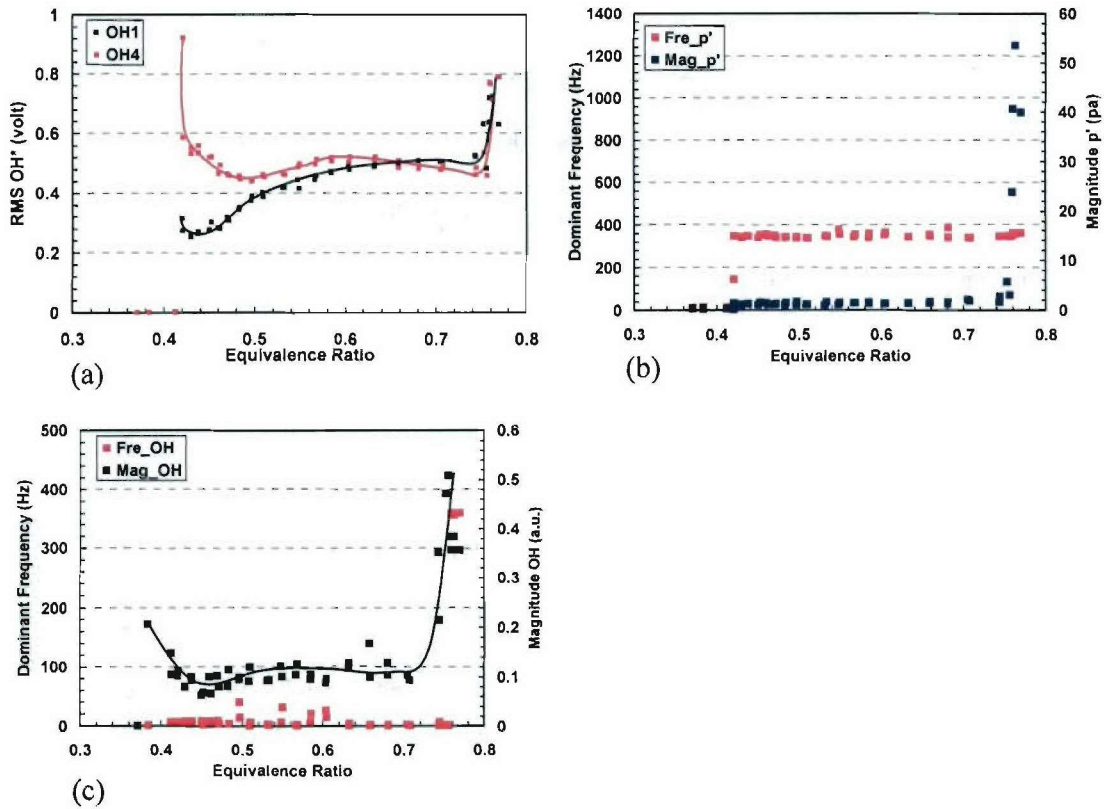 1
0.8
0.6
0.4
0.2
0
RMS OH* (volt)
OH1
OH4
0.3 0.4 0.5 0.6 0.7 0.8
Equivalence Ratio
(a)
1400
1200
1000
800
600
400
200
0
Dominant Frequency (Hz)
Fre_p'
Mag_p'
60
50
40
30
20
10
0
Magnitude p' (pa)
0.3 0.4 0.5 0.6 0.7 0.8
Equivalence Ratio
(b)
500
400
300
200
100
0
Dominant Frequency (Hz)
Fre_OH
Mag_OH
0.6
0.5
0.4
0.3
0.2
0.1
0
Magnitude OH (a.u.)
0.3 0.4 0.5 0.6 0.7 0.8
Equivalence Ratio
(c)